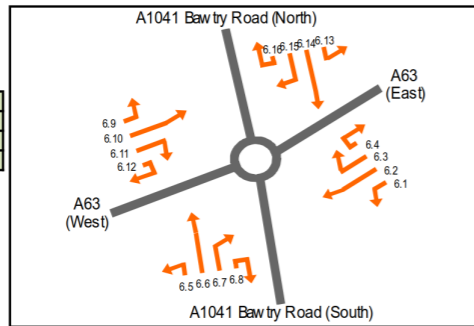 A1041 Bawtry Road (North)
6.16 6.15 6.14 6.13
A63
(East)
6.9
6.10
6.11
6.12
6.4
6.3
6.2
6.1
A63
(West)
6.5 6.6 6.7 6.8
A1041 Bawtry Road (South)